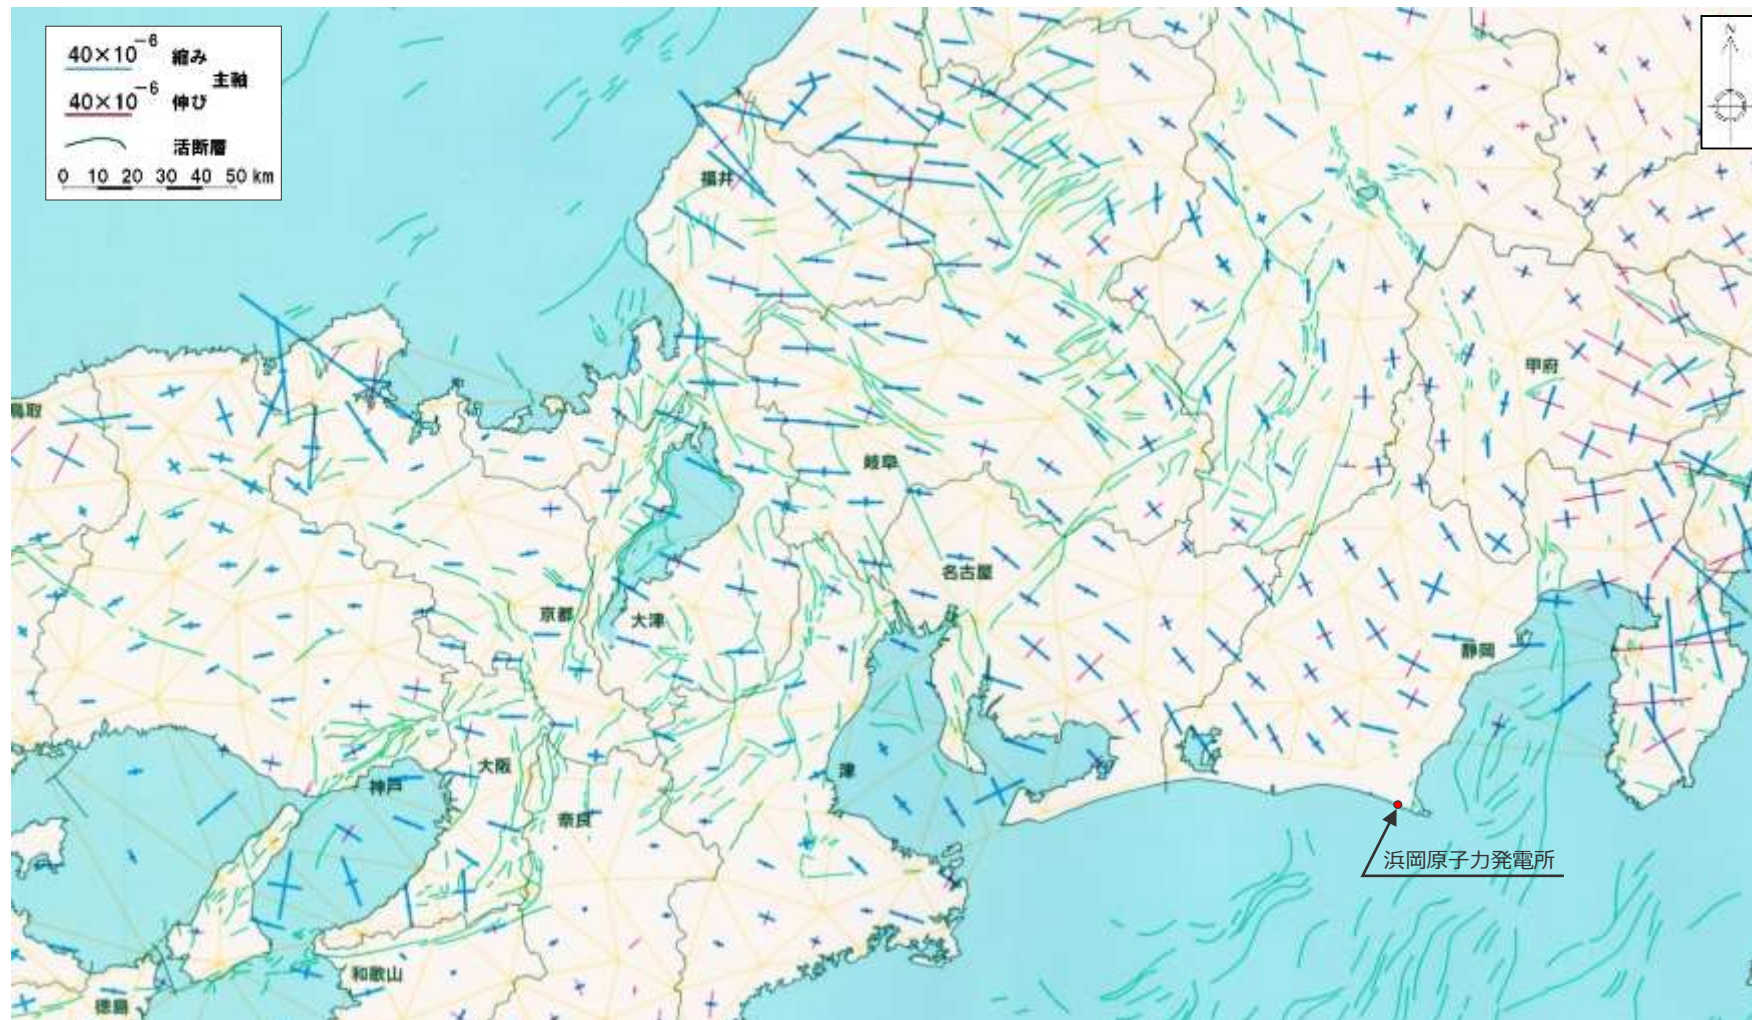 40×10⁻⁶ 縮み
主軸
40×10⁻⁶ 伸び
活断層
0 10 20 30 40 50 km
N
福井
鳥取
甲府
岐阜
名古屋
京都
大津
静岡
大阪
津
神戸
奈良
浜岡原子力発電所
和歌山
徳島